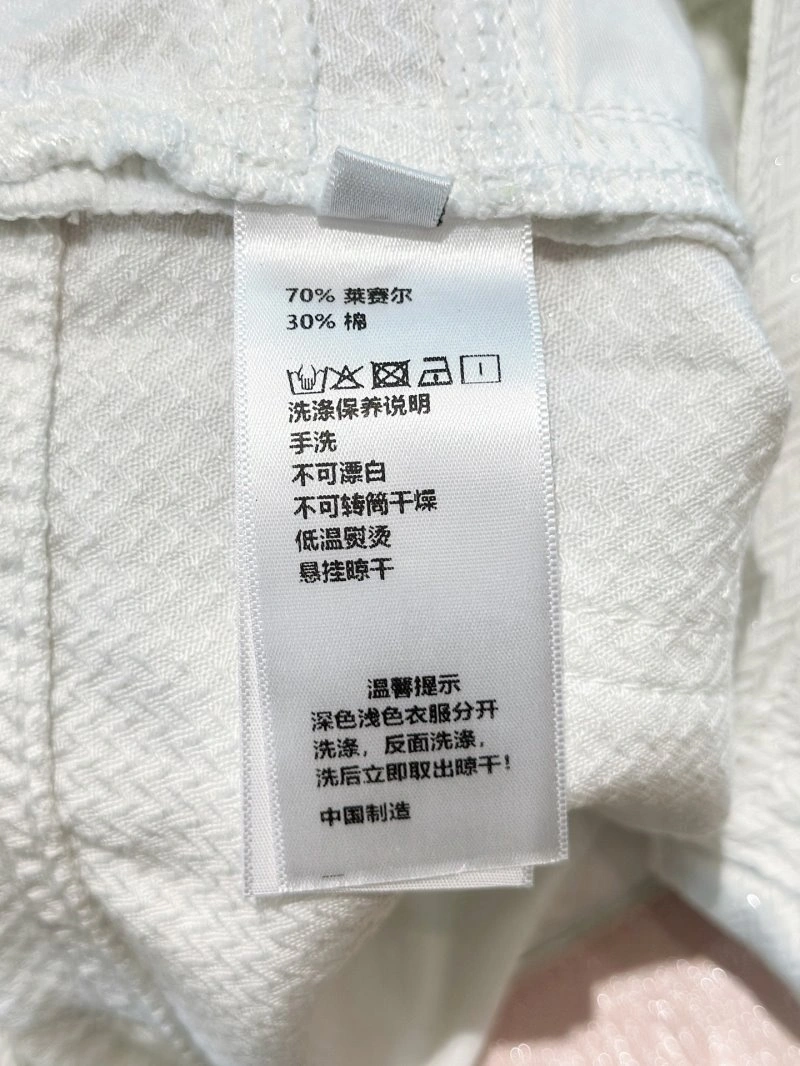 70% 莱赛尔
30% 棉
洗涤保养说明
手洗
不可漂白
不可转筒干燥
低温熨烫
悬挂晾干
温馨提示
深色浅色衣服分开
洗涤，反面洗涤，
洗后立即取出晾干！
中国制造